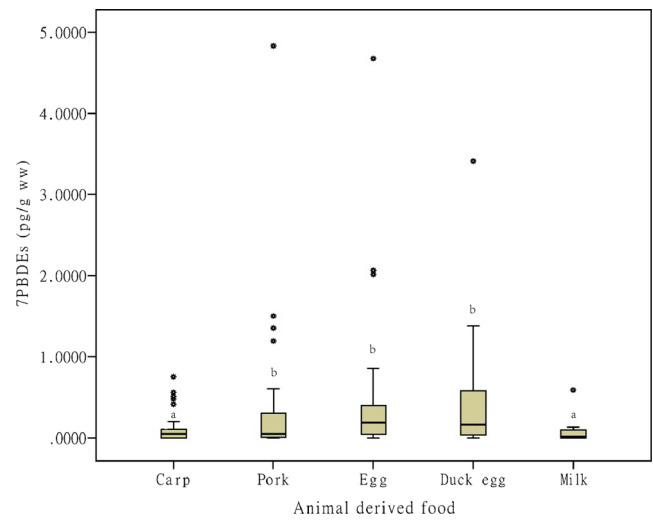 5.0000
4.0000
3.0000
2.0000
1.0000
.0000
7PBDEs (pg/g ww)
a
b
b
b
a
Carp Pork Egg Duck egg Milk
Animal derived food